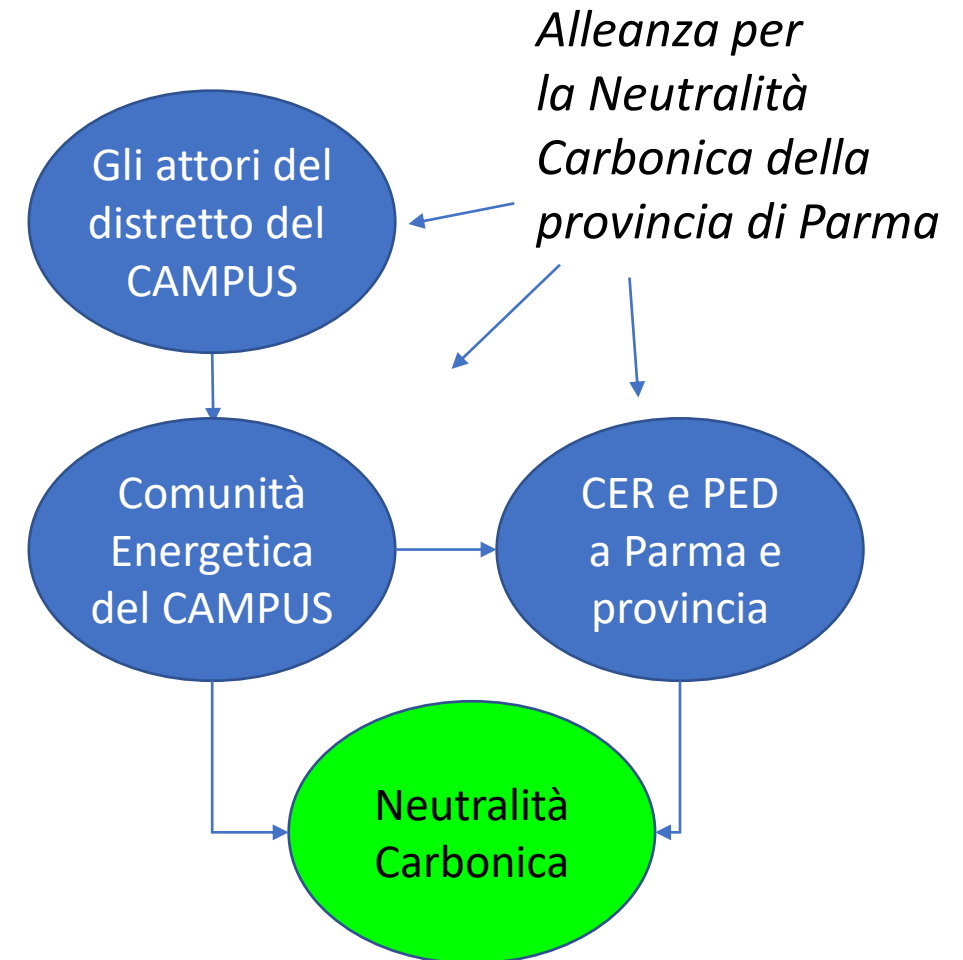 Alleanza per
la Neutralità
Carbonica della
provincia di Parma
Gli attori del
distretto del
CAMPUS
Comunità
Energetica
del CAMPUS
CER e PED
a Parma e
provincia
Neutralità
Carbonica